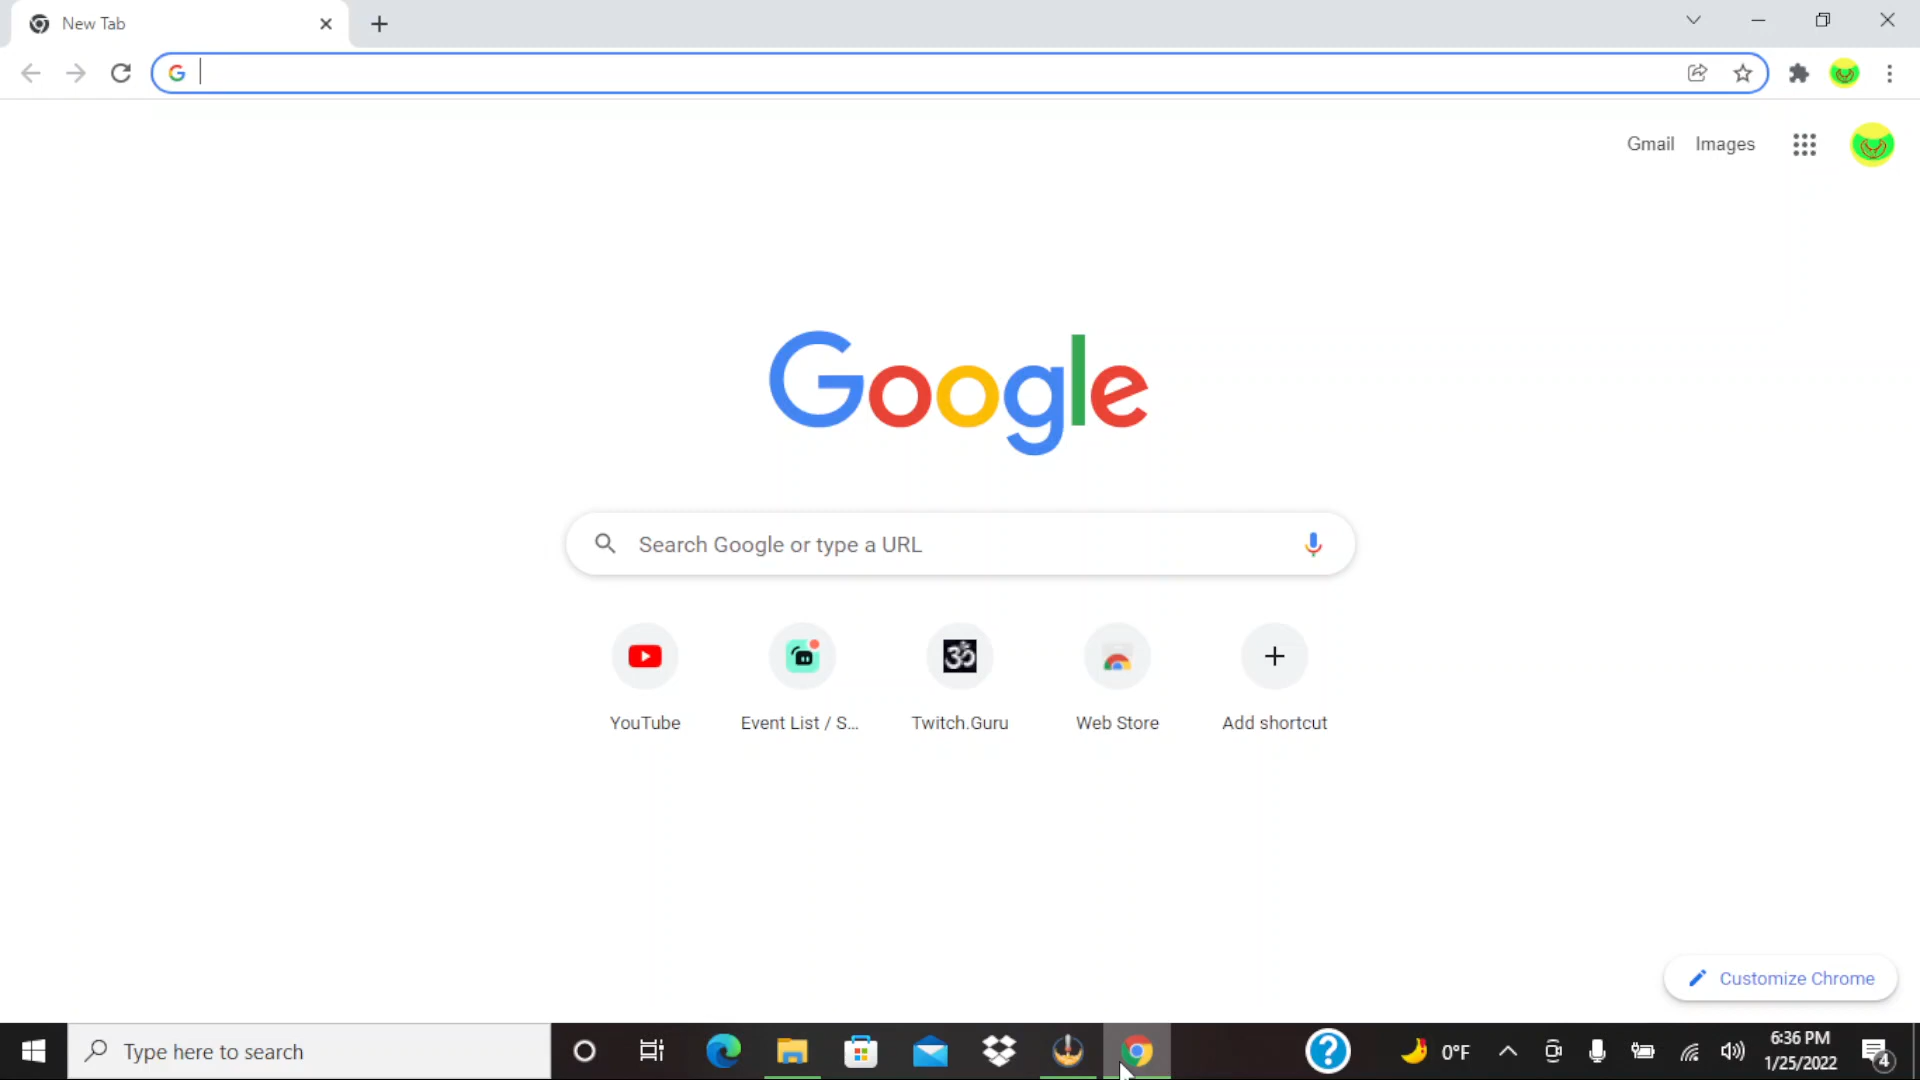 New Tab
Gmail Images
Google
Search Google or type a URL
YouTube
Event List / S...
Twitch.Guru
Web Store
Add shortcut
Customize Chrome
Type here to search
0°F
6:36 PM
1/25/2022
4